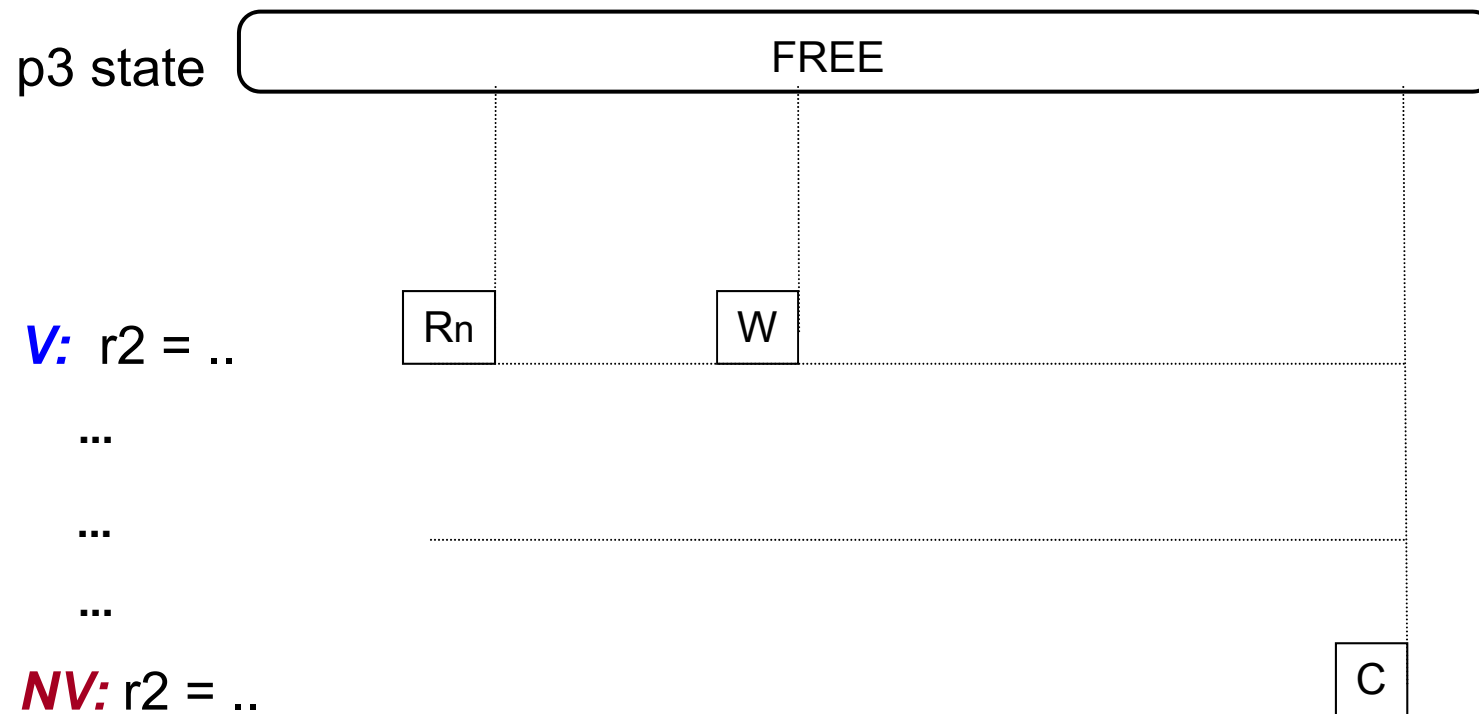 p3 state FREE
V: r2 = .. Rn W
...
...
...
NV: r2 = .. C